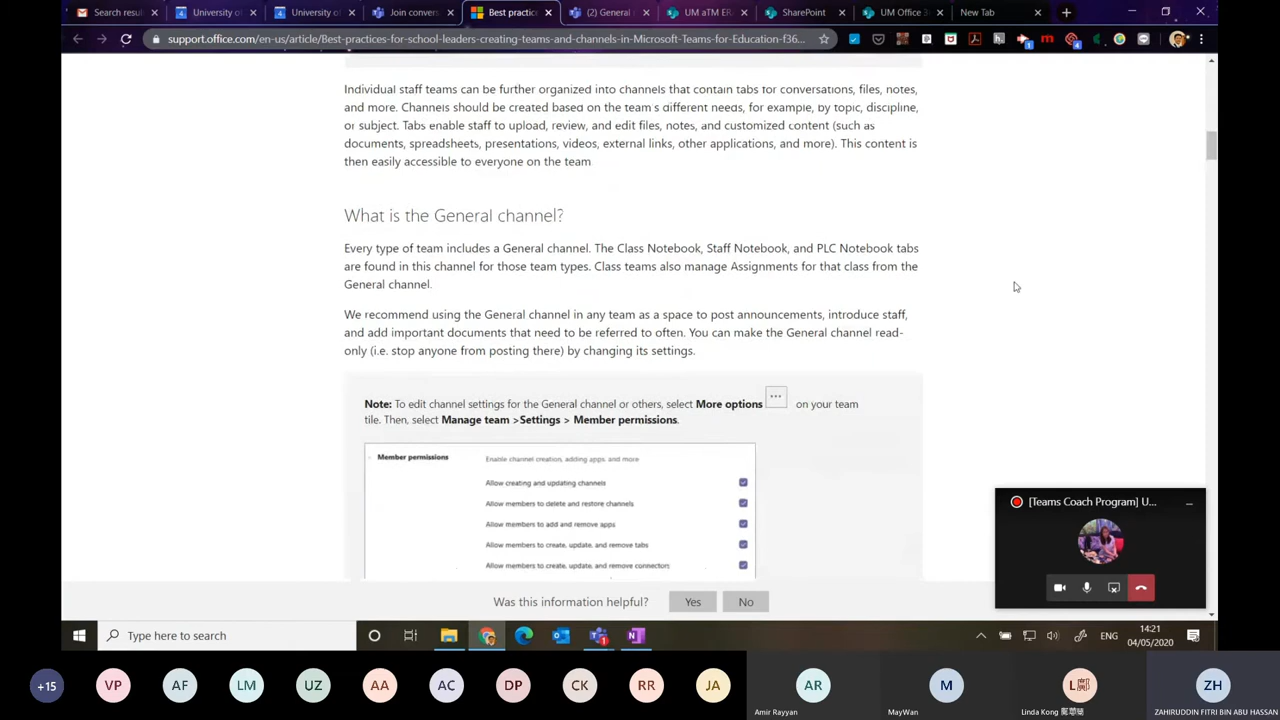 Search resul
University of
University of
Join convers
Best practice
(2) General
UM aTM ER
SharePoint
UM Office 3
New Tab
support.office.com/en-us/article/Best-practices-for-school-leaders-creating-teams-and-channels-in-Microsoft-Teams-for-Education-f36...
Individual staff teams can be further organized into channels that contain tabs for conversations, files, notes,
and more. Channels should be created based on the team's different needs, for example, by topic, discipline,
or subject. Tabs enable staff to upload, review, and edit files, notes, and customized content (such as
documents, spreadsheets, presentations, videos, external links, other applications, and more). This content is
then easily accessible to everyone on the team
What is the General channel?
Every type of team includes a General channel. The Class Notebook, Staff Notebook, and PLC Notebook tabs
are found in this channel for those team types. Class teams also manage Assignments for that class from the
General channel.
We recommend using the General channel in any team as a space to post announcements, introduce staff,
and add important documents that need to be referred to often. You can make the General channel read-
only (i.e. stop anyone from posting there) by changing its settings.
Note: To edit channel settings for the General channel or others, select More options ... on your team
tile. Then, select Manage team >Settings > Member permissions.
Member permissions Enable channel creation, adding apps, and more
Allow creating and updating channels
Allow members to delete and restore channels
Allow members to add and remove apps
Allow members to create, update, and remove tabs
Allow members to create, update, and remove connectors
[Teams Coach Program] U...
Was this information helpful? Yes No
Type here to search
ENG
14:21
04/05/2020
+15 VP AF LM UZ AA AC DP CK RR JA AR M ZH
Amir Rayyan MayWan Linda Kong ZAHIRUDDIN FITRI BIN ABU HASSAN